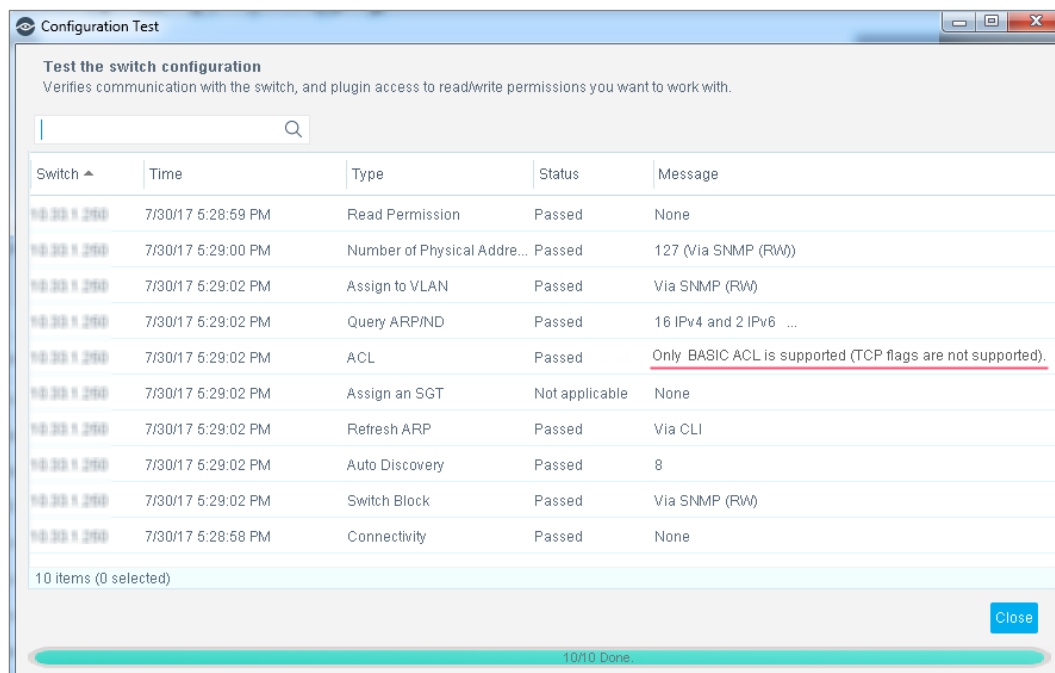 Configuration Test
Test the switch configuration
Verifies communication with the switch, and plugin access to read/write permissions you want to work with.
Switch Time Type Status Message
7/30/17 5:28:59 PM Read Permission Passed None
7/30/17 5:29:00 PM Number of Physical Addre... Passed 127 (Via SNMP (RW))
7/30/17 5:29:02 PM Assign to VLAN Passed Via SNMP (RW)
7/30/17 5:29:02 PM Query ARP/ND Passed 16 IPv4 and 2 IPv6 ...
7/30/17 5:29:02 PM ACL Passed Only BASIC ACL is supported (TCP flags are not supported).
7/30/17 5:29:02 PM Assign an SGT Not applicable None
7/30/17 5:29:02 PM Refresh ARP Passed Via CLI
7/30/17 5:29:02 PM Auto Discovery Passed 8
7/30/17 5:29:02 PM Switch Block Passed Via SNMP (RW)
7/30/17 5:28:58 PM Connectivity Passed None
10 items (0 selected)
Close
10/10 Done.